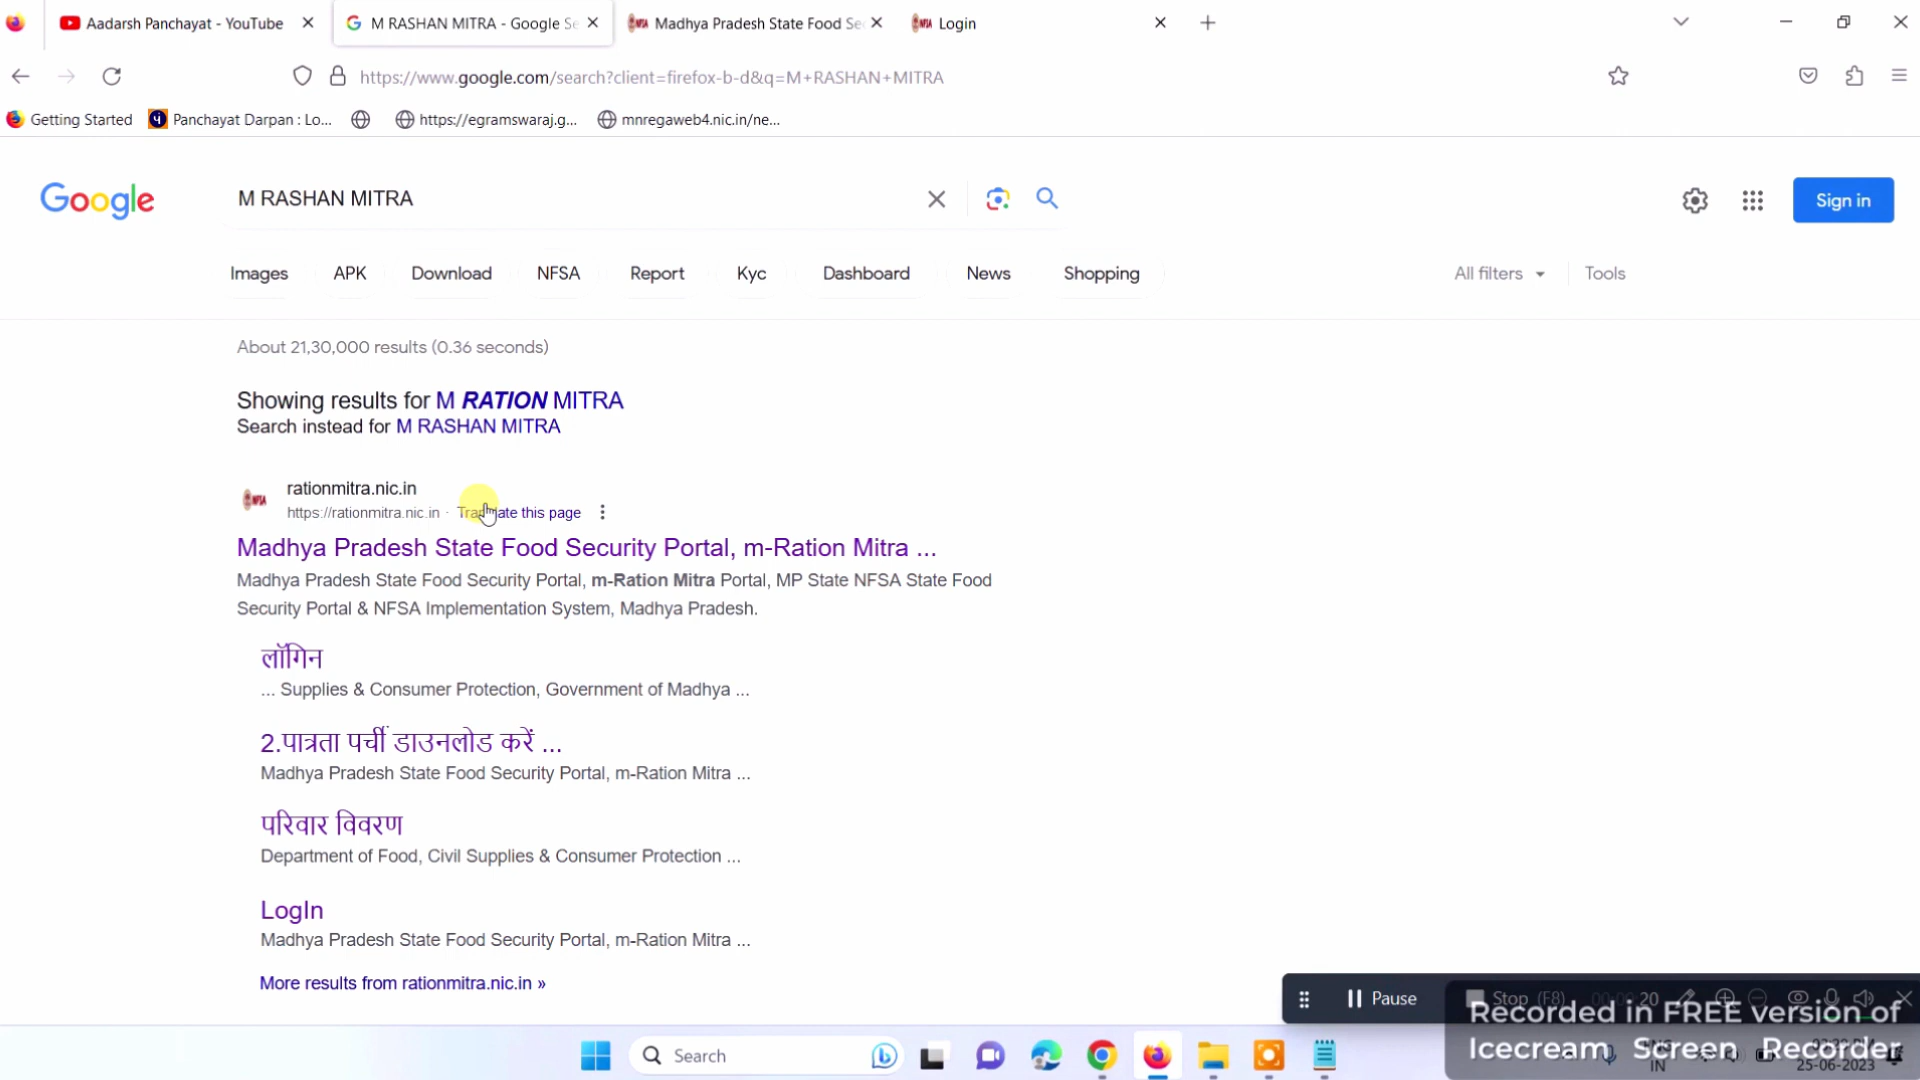 Aadarsh Panchayat - YouTube
M RASHAN MITRA - Google Se
Madhya Pradesh State Food Se
Login
https://www.google.com/search?client=firefox-b-d&q=M+RASHAN+MITRA
Getting Started
Panchayat Darpan : Lo...
https://egramswaraj.g...
mnregaweb4.nic.in/ne...
Google
M RASHAN MITRA
Sign in
Images
APK
Download
NFSA
Report
Kyc
Dashboard
News
Shopping
All filters
Tools
About 21,30,000 results (0.36 seconds)
Showing results for M RATION MITRA
Search instead for M RASHAN MITRA
rationmitra.nic.in
https://rationmitra.nic.in · Translate this page
Madhya Pradesh State Food Security Portal, m-Ration Mitra ...
Madhya Pradesh State Food Security Portal, m-Ration Mitra Portal, MP State NFSA State Food
Security Portal & NFSA Implementation System, Madhya Pradesh.
लॉगिन
... Supplies & Consumer Protection, Government of Madhya ...
2.पात्रता पर्ची डाउनलोड करें ...
Madhya Pradesh State Food Security Portal, m-Ration Mitra ...
परिवार विवरण
Department of Food, Civil Supplies & Consumer Protection ...
LogIn
Madhya Pradesh State Food Security Portal, m-Ration Mitra ...
More results from rationmitra.nic.in »
Pause
Stop (F8)
Recorded in FREE version of
Icecream Screen Recorder
Search
IN
25-06-2023